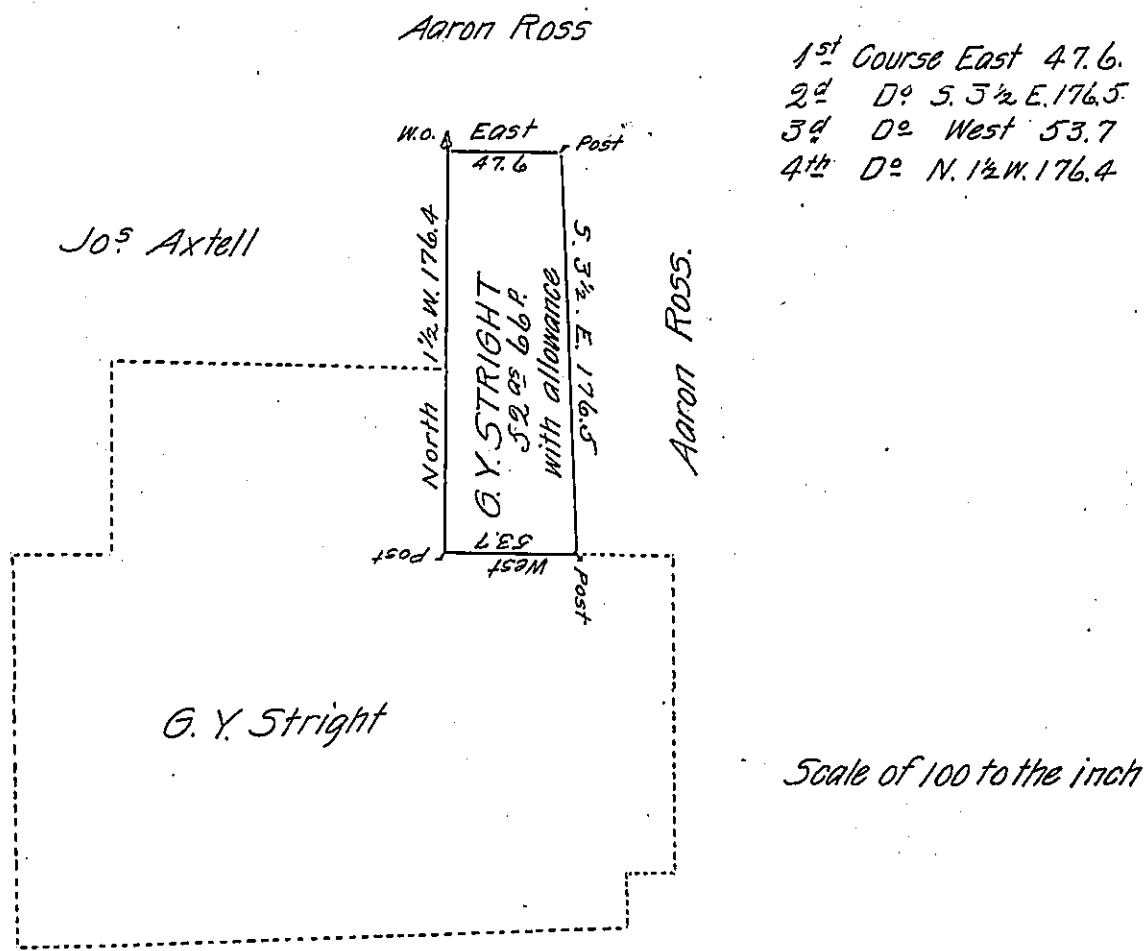 Aaron Ross
1st Course East 47.6.
2d Do S. 3½ E. 176.5
3d Do West 53.7
4th Do N. 1½ W. 176.4
W.O. East Post
47.6
Jos Axtell
North 1½ W. 176.4
G. Y. STRIGHT
52 as 66 P.
with allowance
S. 3½. E. 176.5
Aaron Ross.
53.7
Post West Post
G. Y. Stright
Scale of 100 to the inch